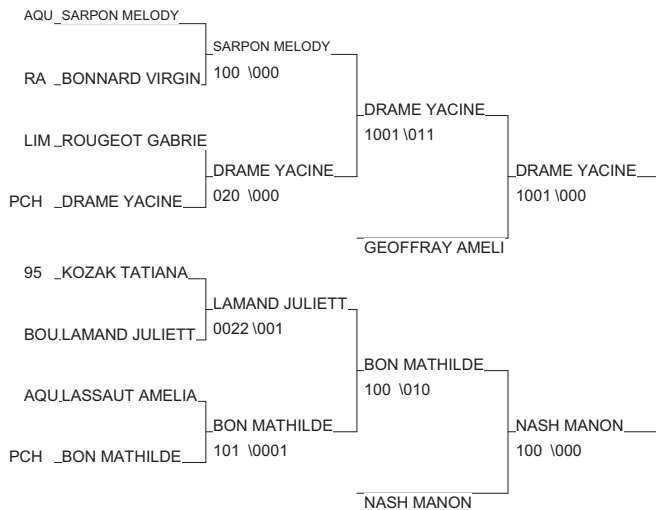 AQU SARPON MELODY
SARPON MELODY
100 \000
RA BONNARD VIRGIN
DRAME YACINE
1001 \011
LIM ROUGEOT GABRIE
DRAME YACINE
020 \000
DRAME YACINE
1001 \000
PCH DRAME YACINE
GEOFFRAY AMELI
95 KOZAK TATIANA
LAMAND JULIETT
0022 \001
BOU LAMAND JULIETT
BON MATHILDE
100 \010
AQU LASSAUT AMELIA
BON MATHILDE
101 \0001
NASH MANON
100 \000
PCH BON MATHILDE
NASH MANON